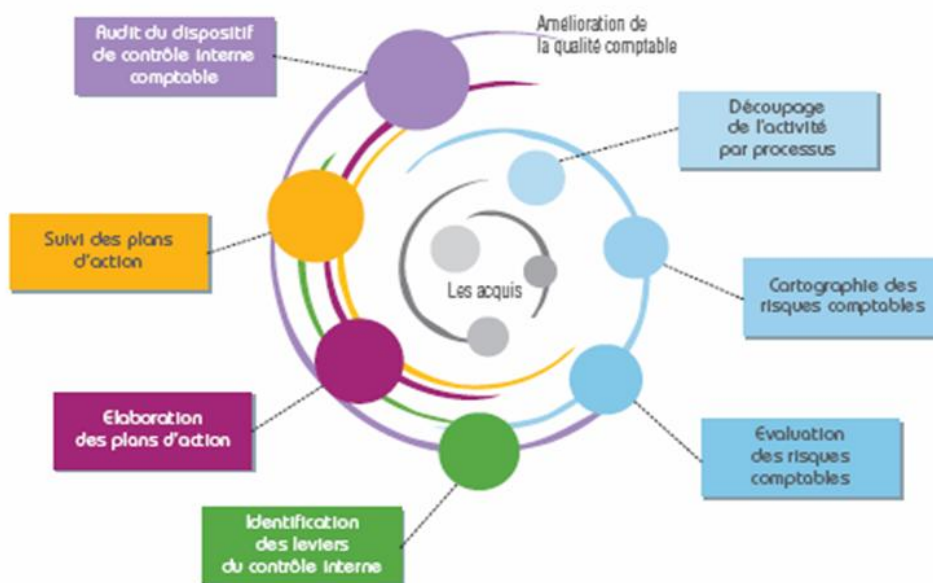 Amélioration de
la qualité comptable
Audit du dispositif
de contrôle interne
comptable
Découpage
de l'activité
par processus
Suivi des plans
d'action
Les acquis
Cartographie des
risques comptables
Elaboration
des plans d'action
Evaluation
des risques
comptables
Identification
des leviers
du contrôle interne